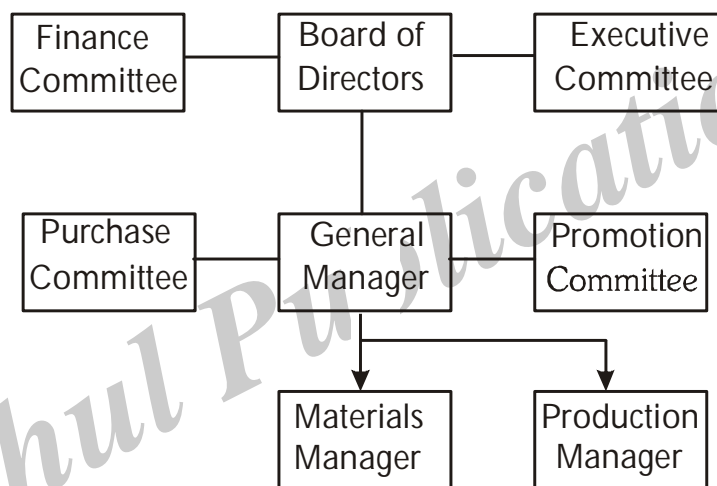 Finance
Committee
Board of
Directors
Executive
Committee
Purchase
Committee
General
Manager
Promotion
Committee
Materials
Manager
Production
Manager